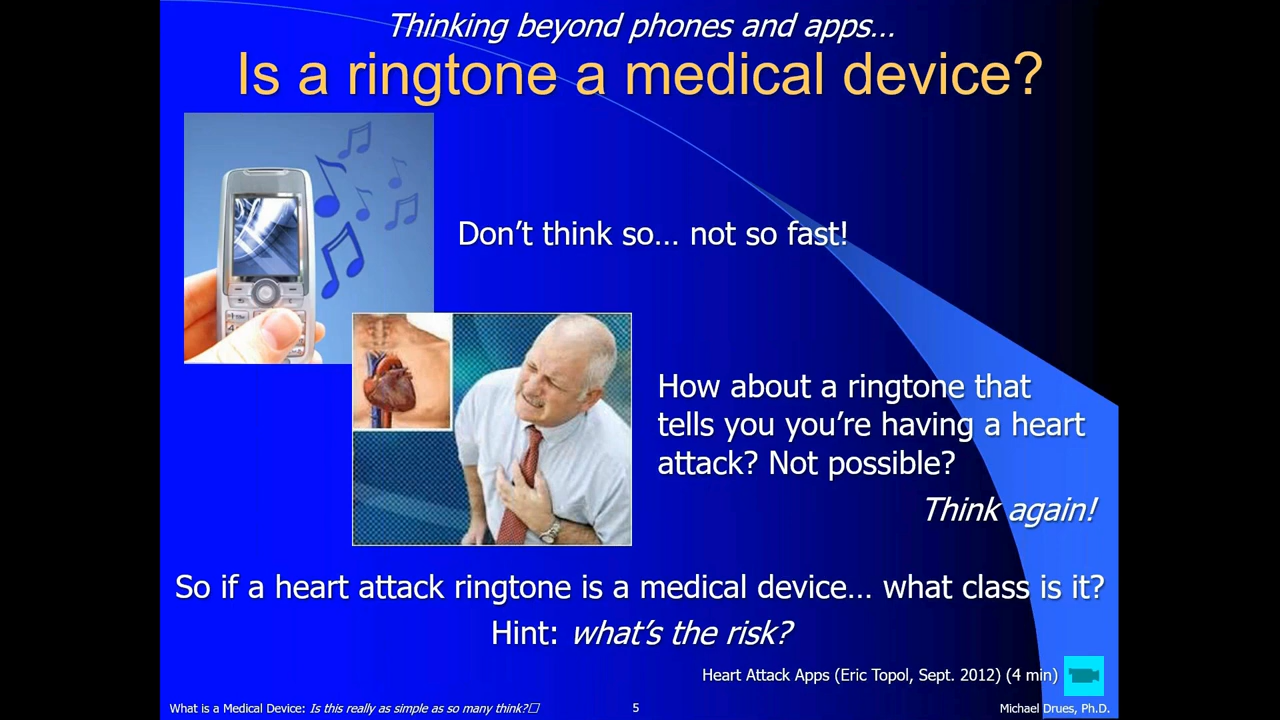 Thinking beyond phones and apps…
Is a ringtone a medical device?
Don’t think so… not so fast!
How about a ringtone that
tells you you’re having a heart
attack? Not possible?
Think again!
So if a heart attack ringtone is a medical device… what class is it?
Hint: what’s the risk?
Heart Attack Apps (Eric Topol, Sept. 2012) (4 min)
What is a Medical Device: Is this really as simple as so many think?□
5
Michael Drues, Ph.D.